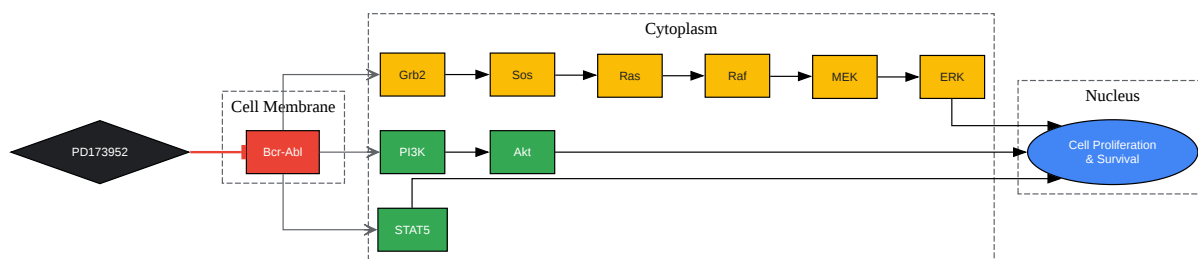 Cytoplasm
Grb2
Sos
Ras
Raf
MEK
ERK
Cell Membrane
Nucleus
PD173952
Bcr-Abl
PI3K
Akt
Cell Proliferation
& Survival
STAT5